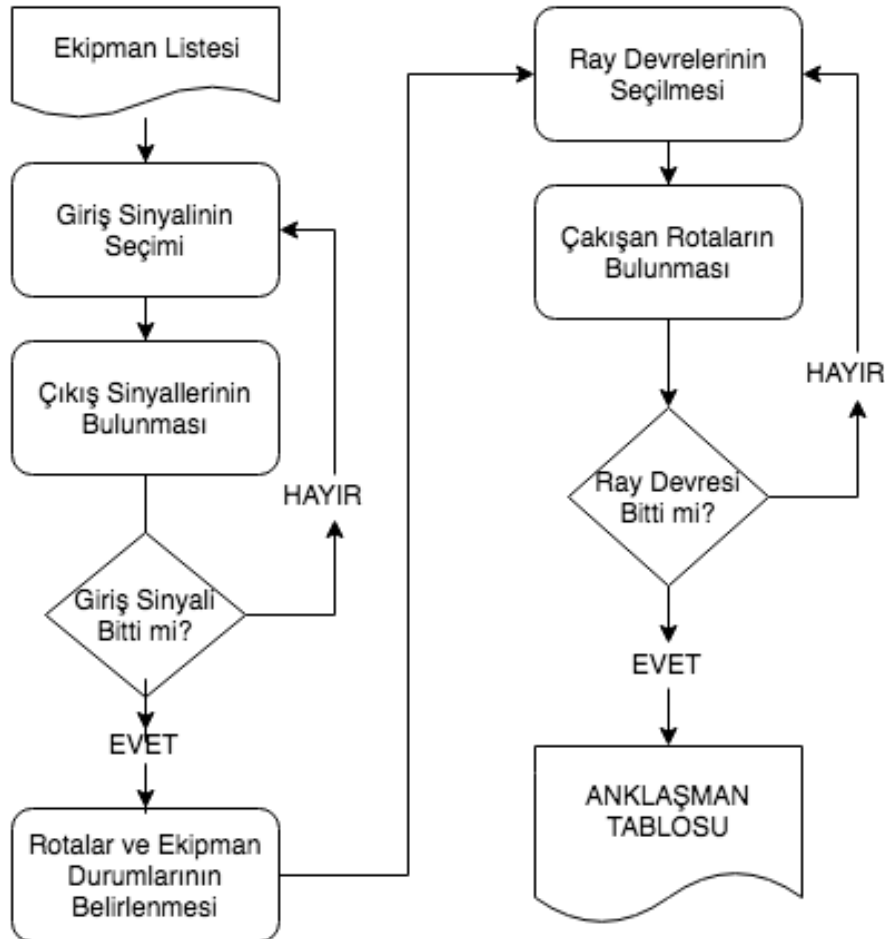 Ekipman Listesi
Giriş Sinyalinin
Seçimi
Çıkış Sinyallerinin
Bulunması
HAYIR
Giriş Sinyali
Bitti mi?
EVET
Rotalar ve Ekipman
Durumlarının
Belirlenmesi
Ray Devrelerinin
Seçilmesi
Çakışan Rotaların
Bulunması
HAYIR
Ray Devresi
Bitti mi?
EVET
ANKLAŞMAN
TABLOSU